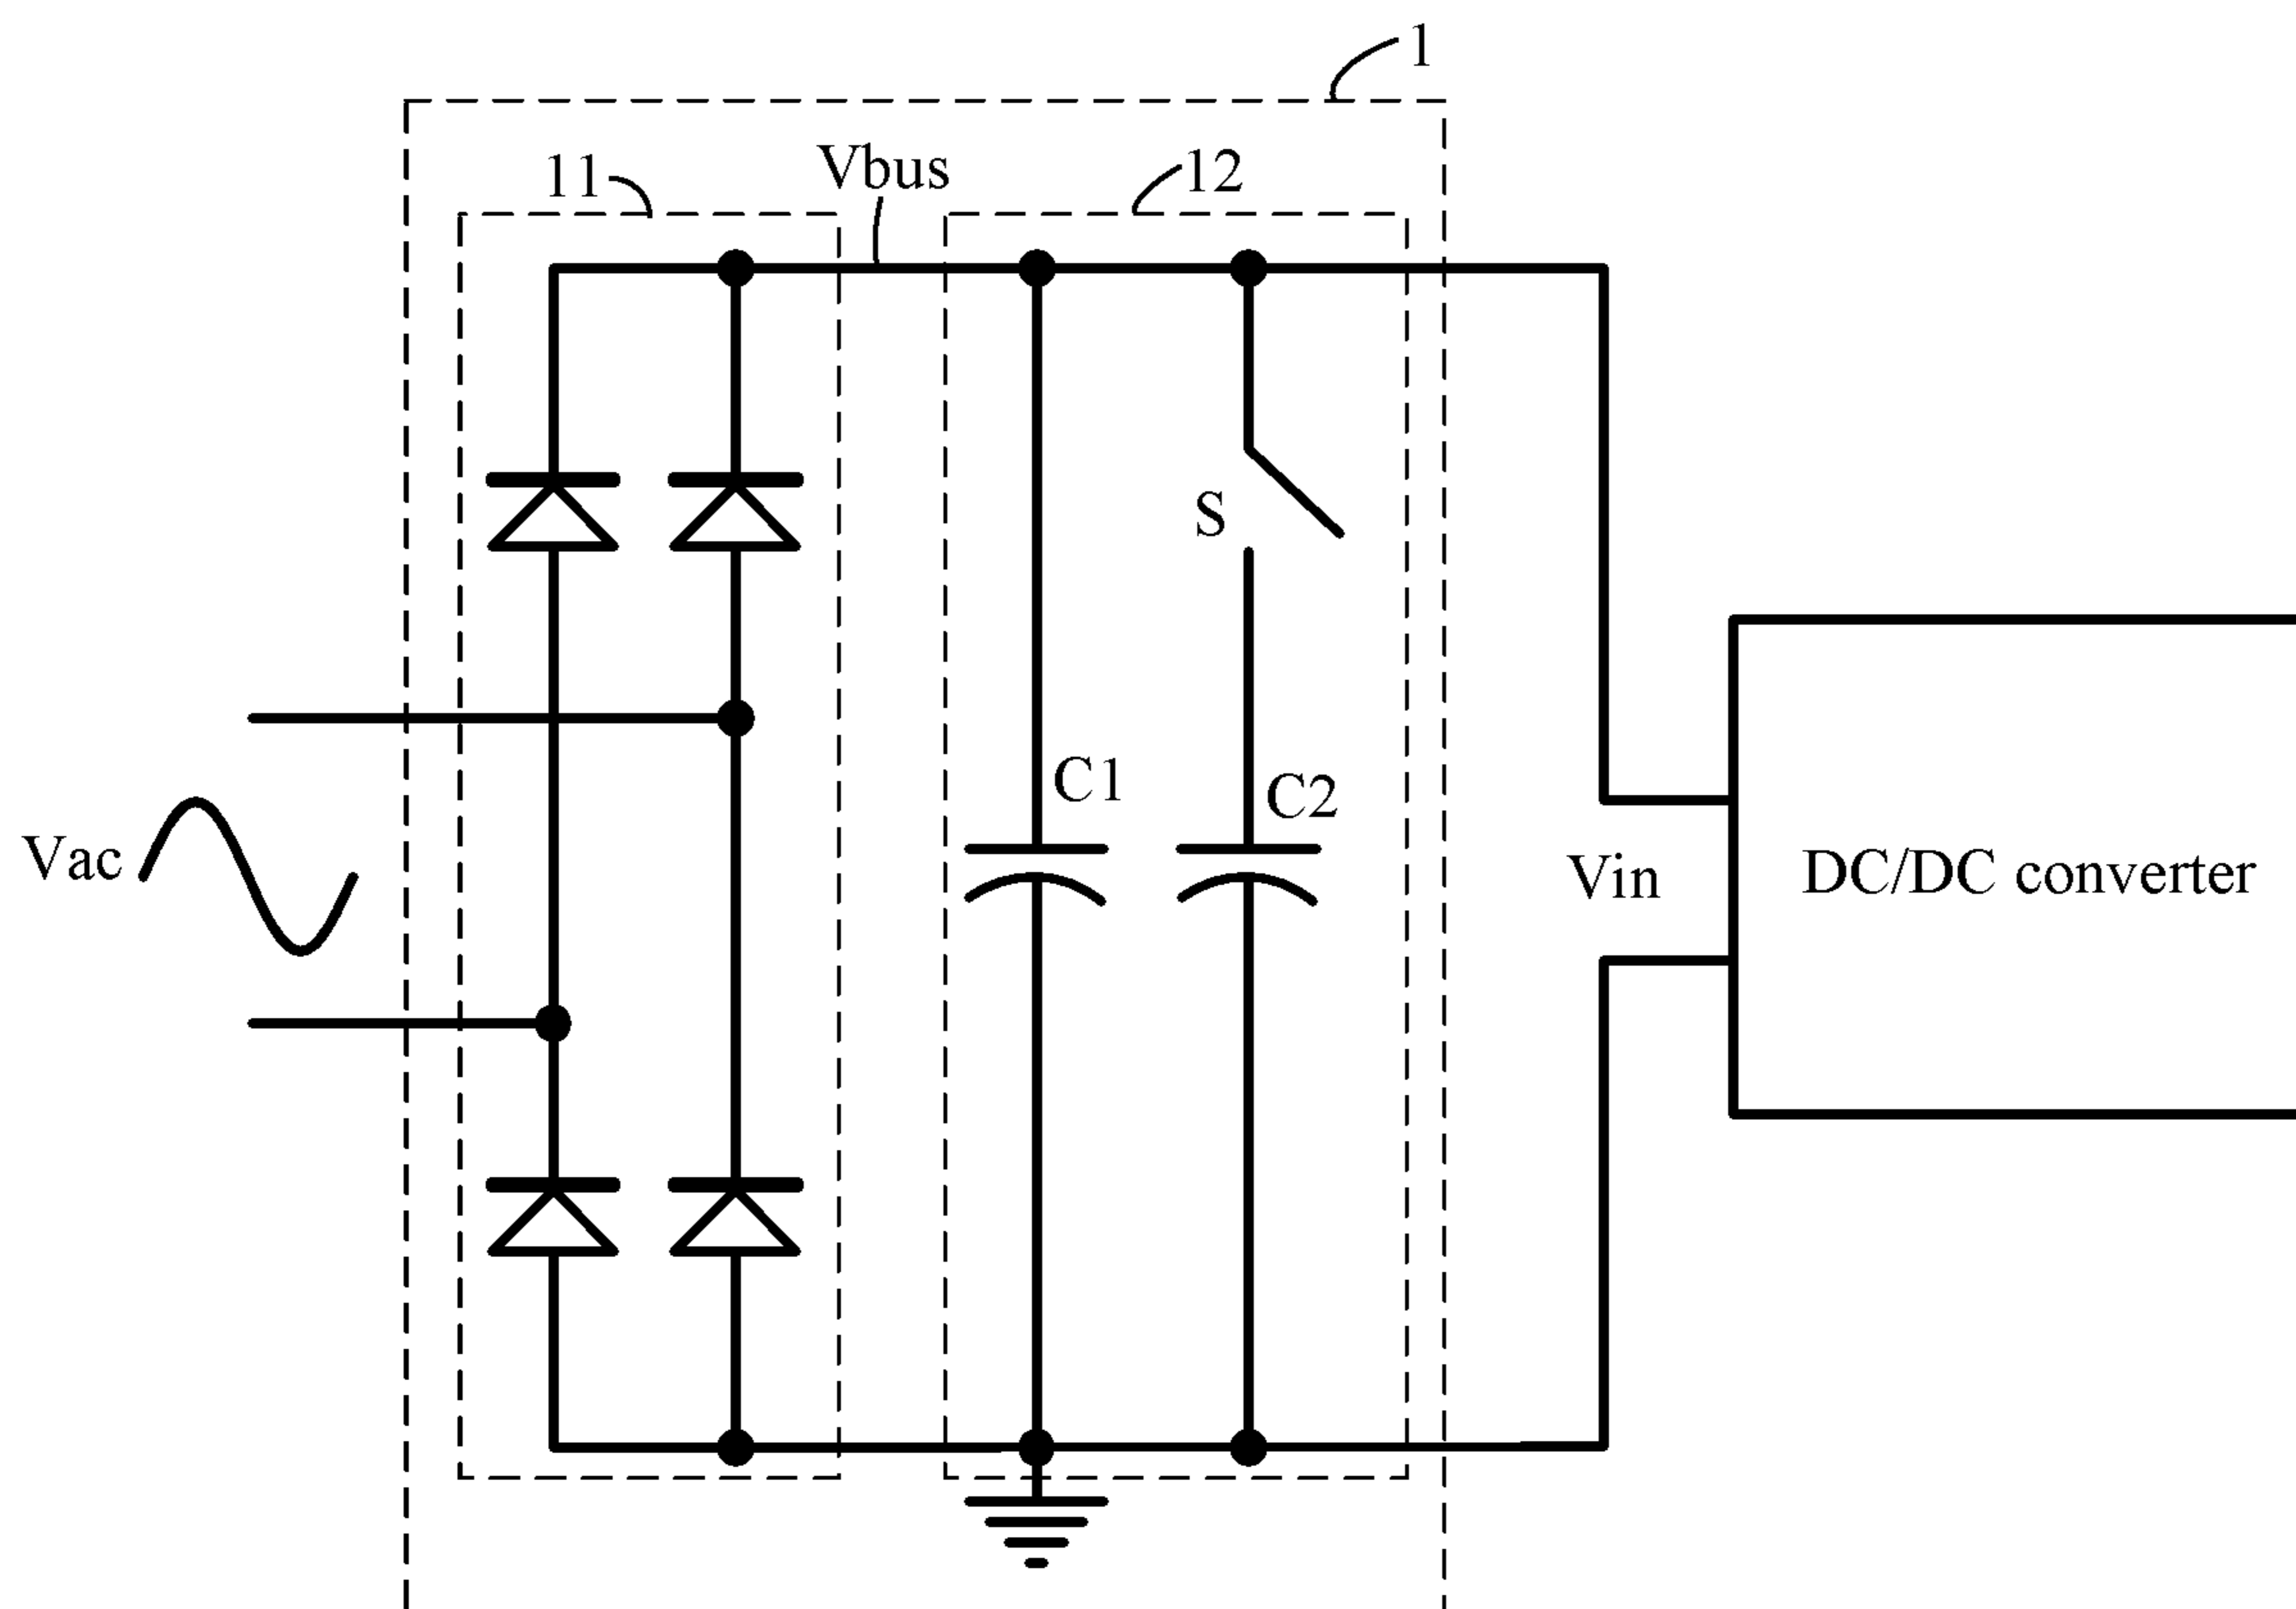 1
11
Vbus
12
S
C1
C2
Vac
Vin
DC/DC converter